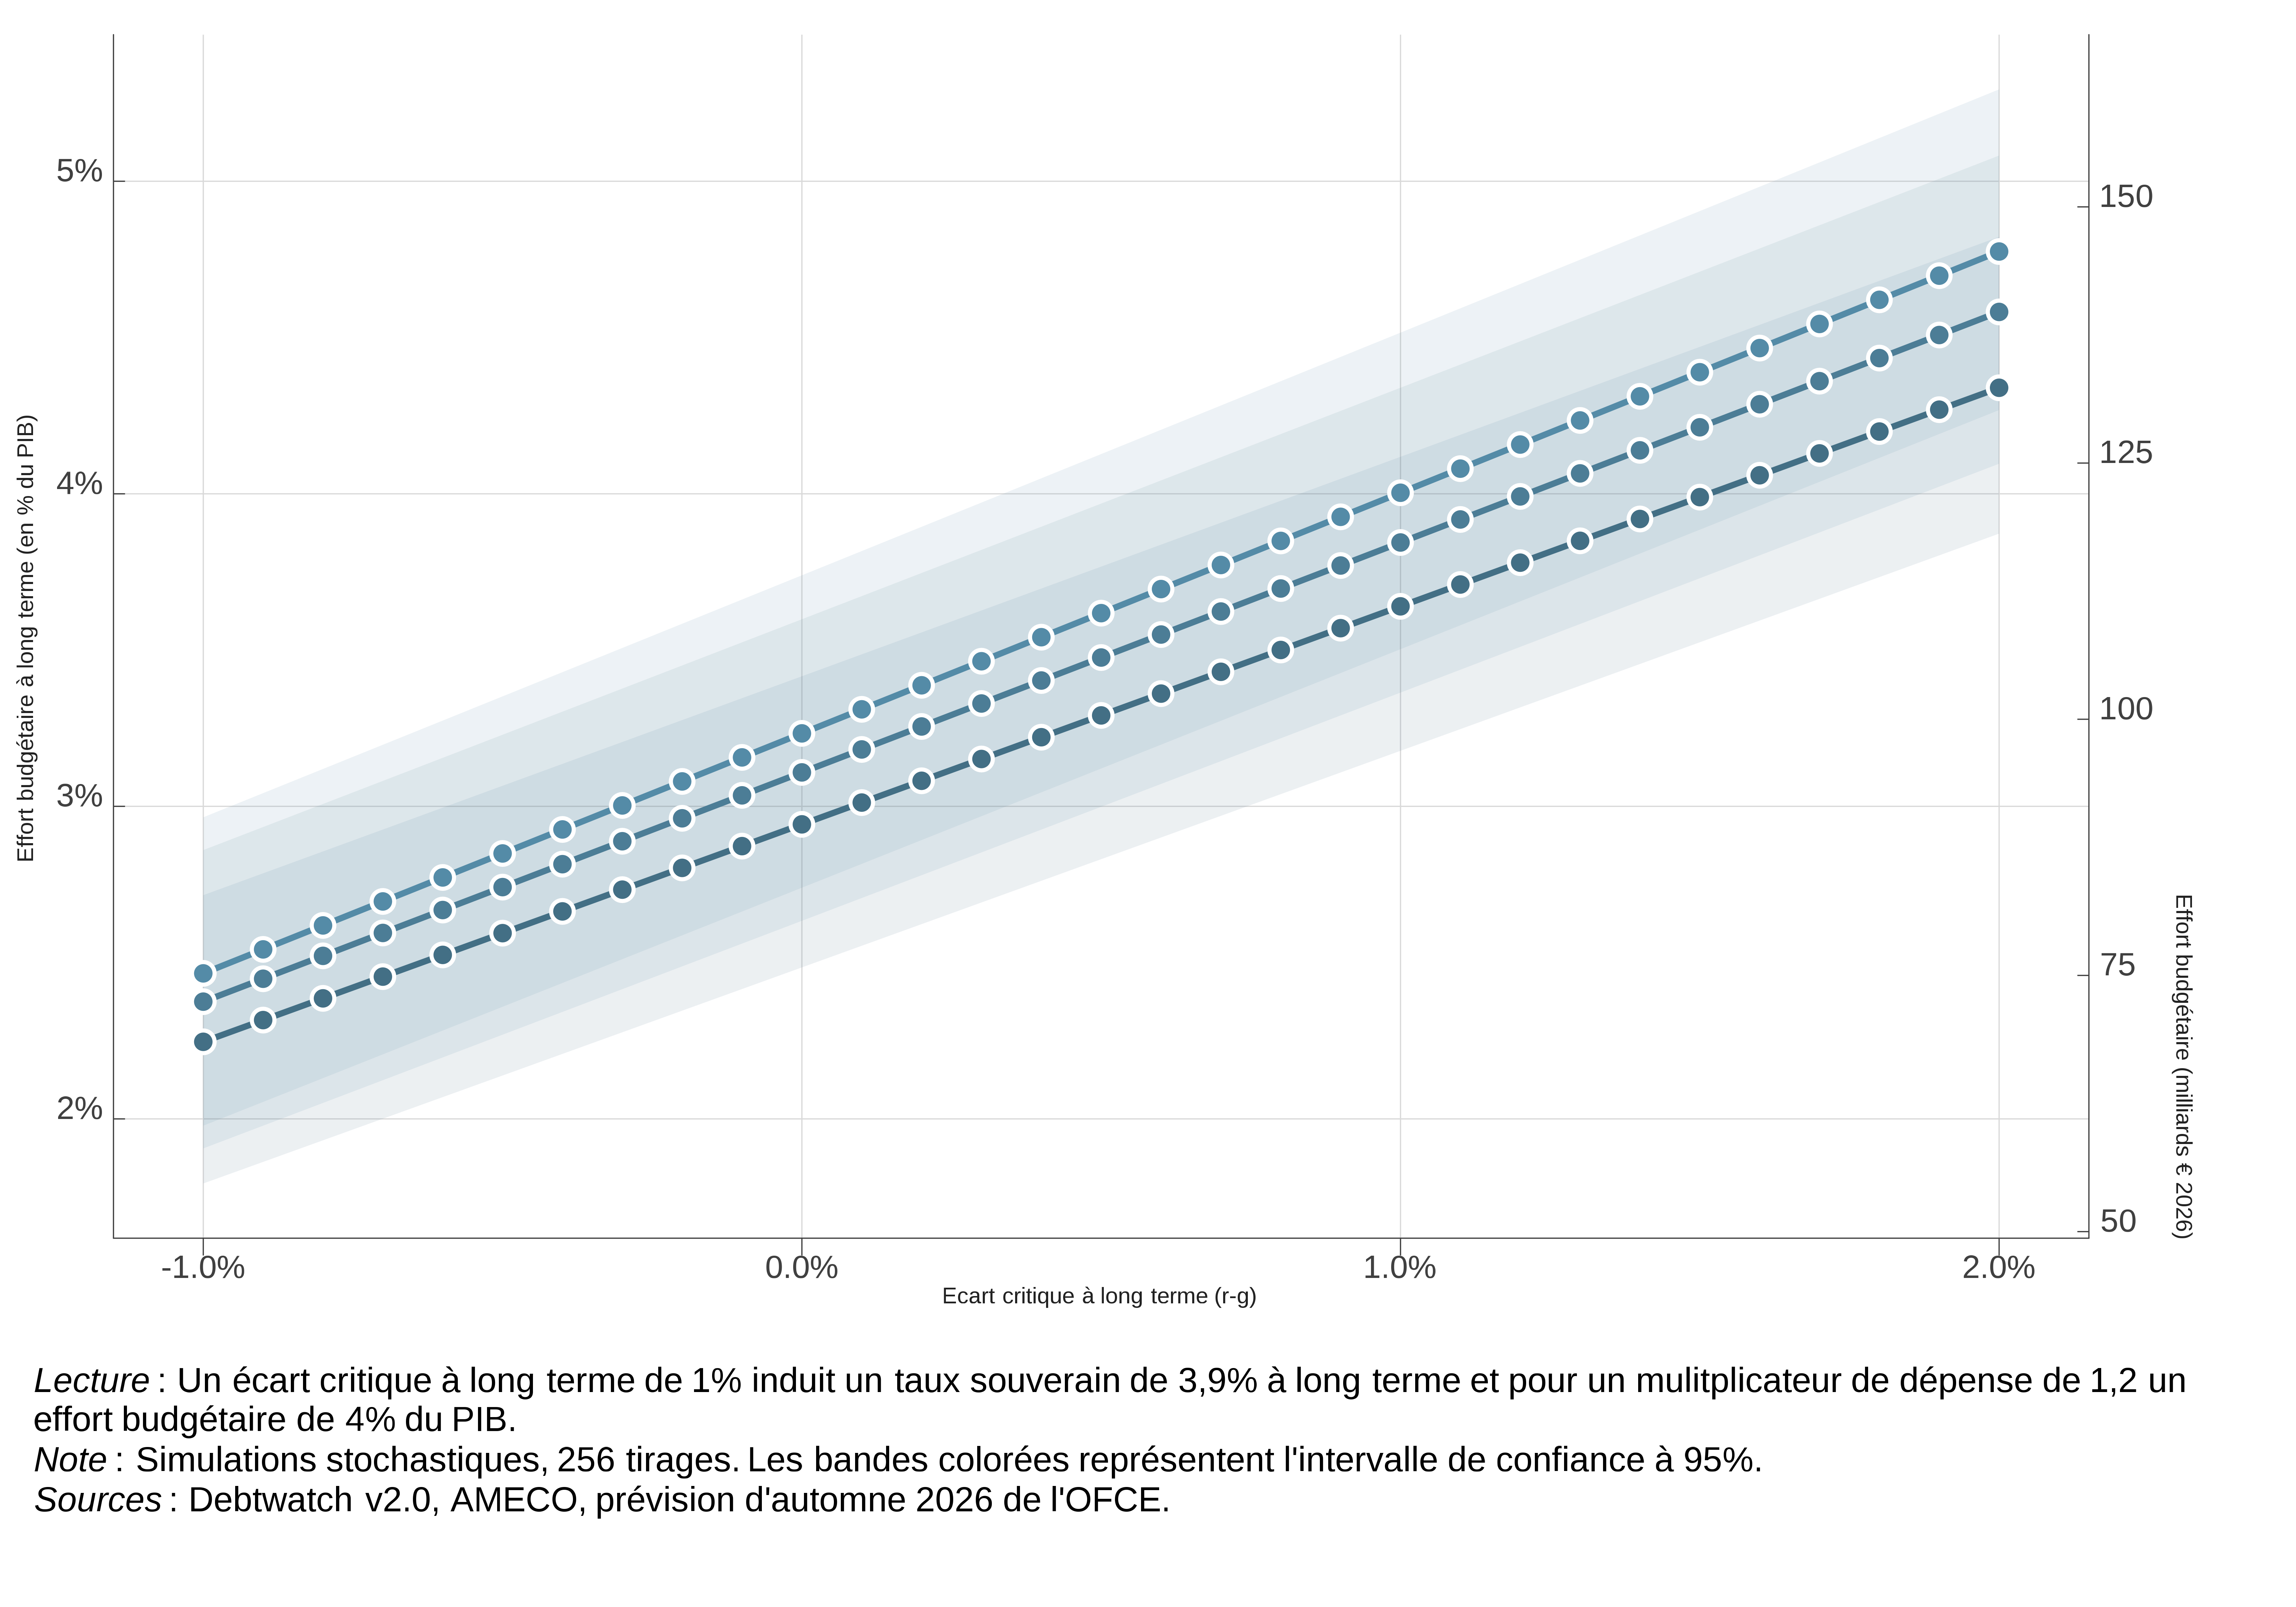 5%
4%
3%
2%
Effort budgétaire à long terme (en % du PIB)
150
125
100
75
50
Effort budgétaire (milliards € 2026)
-1.0%
0.0%
1.0%
2.0%
Ecart critique à long terme (r-g)
Lecture : Un écart critique à long terme de 1% induit un taux souverain de 3,9% à long terme et pour un mulitplicateur de dépense de 1,2 un
effort budgétaire de 4% du PIB.
Note : Simulations stochastiques, 256 tirages. Les bandes colorées représentent l'intervalle de confiance à 95%.
Sources : Debtwatch v2.0, AMECO, prévision d'automne 2026 de l'OFCE.